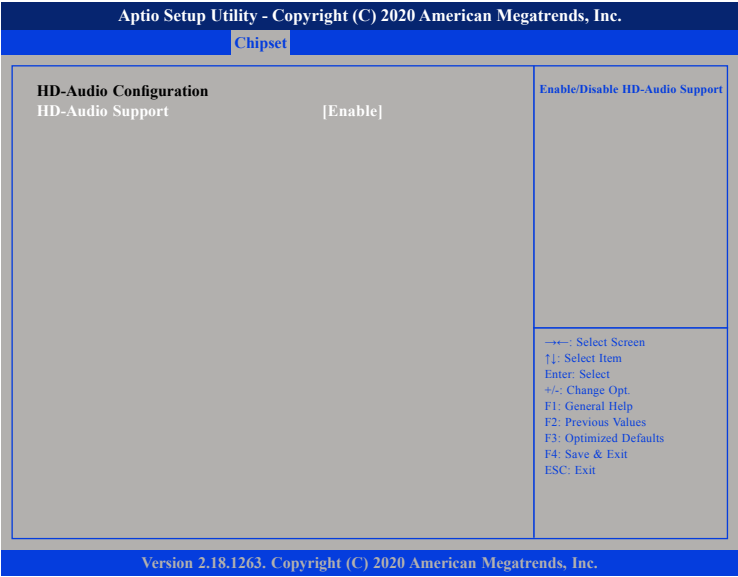 Aptio Setup Utility - Copyright (C) 2020 American Megatrends, Inc.
Chipset
HD-Audio Configuration
HD-Audio Support [Enable]
Enable/Disable HD-Audio Support
→←: Select Screen
↑↓: Select Item
Enter: Select
+/-: Change Opt.
F1: General Help
F2: Previous Values
F3: Optimized Defaults
F4: Save & Exit
ESC: Exit
Version 2.18.1263. Copyright (C) 2020 American Megatrends, Inc.